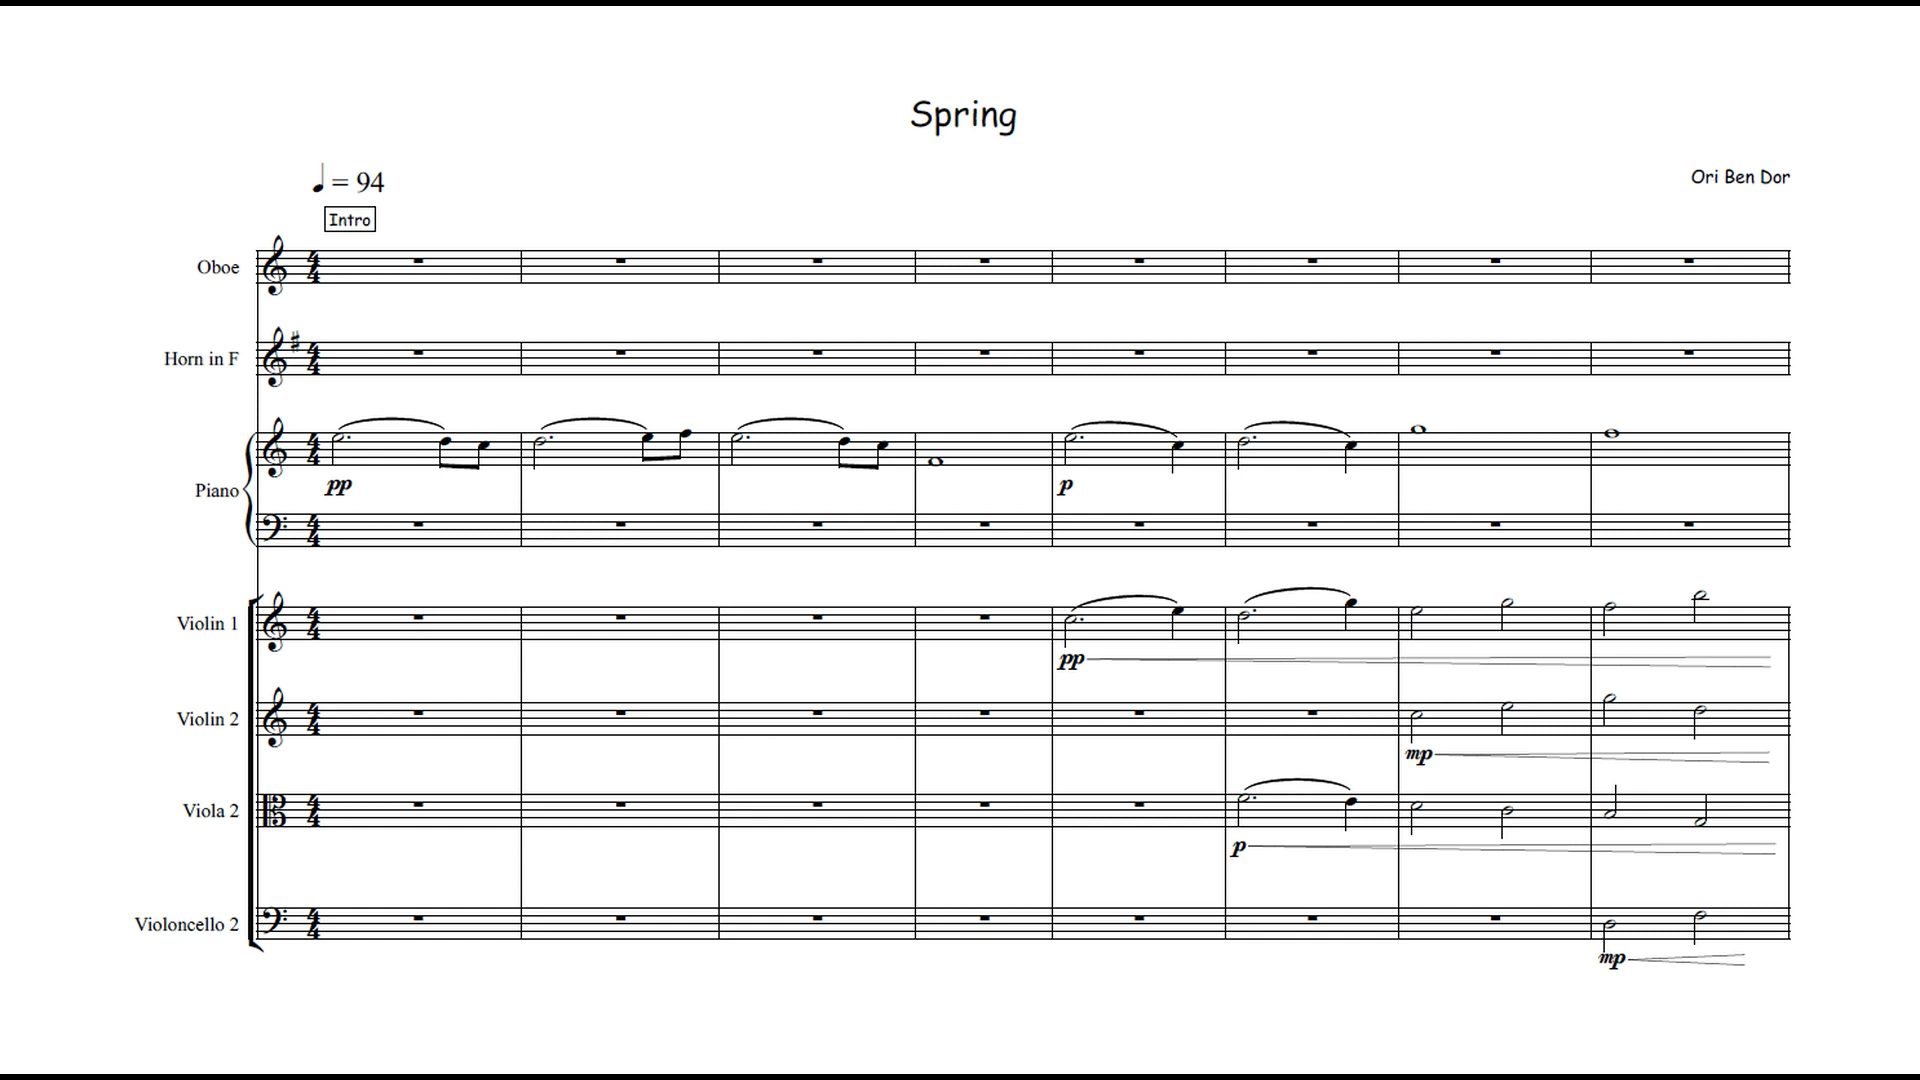 Spring
♩ = 94
Ori Ben Dor
Intro
Oboe
Horn in F
pp
p
Piano
Violin 1
pp
Violin 2
mp
Viola 2
p
Violoncello 2
mp